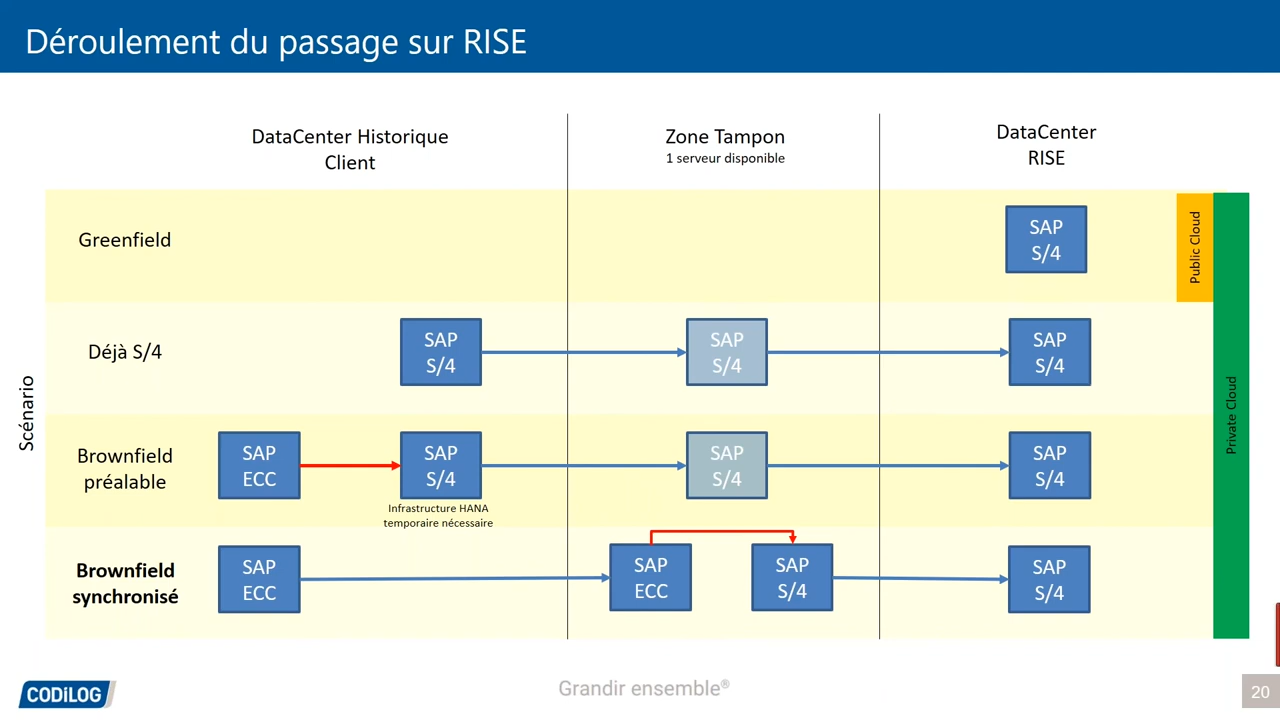 Déroulement du passage sur RISE
DataCenter Historique
Client
Zone Tampon
1 serveur disponible
DataCenter
RISE
Scénario
Greenfield
SAP
S/4
Public Cloud
Private Cloud
Déjà S/4
SAP
S/4
SAP
S/4
SAP
S/4
Brownfield
préalable
SAP
ECC
SAP
S/4
Infrastructure HANA
temporaire nécessaire
SAP
S/4
SAP
S/4
Brownfield
synchronisé
SAP
ECC
SAP
ECC
SAP
S/4
SAP
S/4
CODiLOG
Grandir ensemble®
20